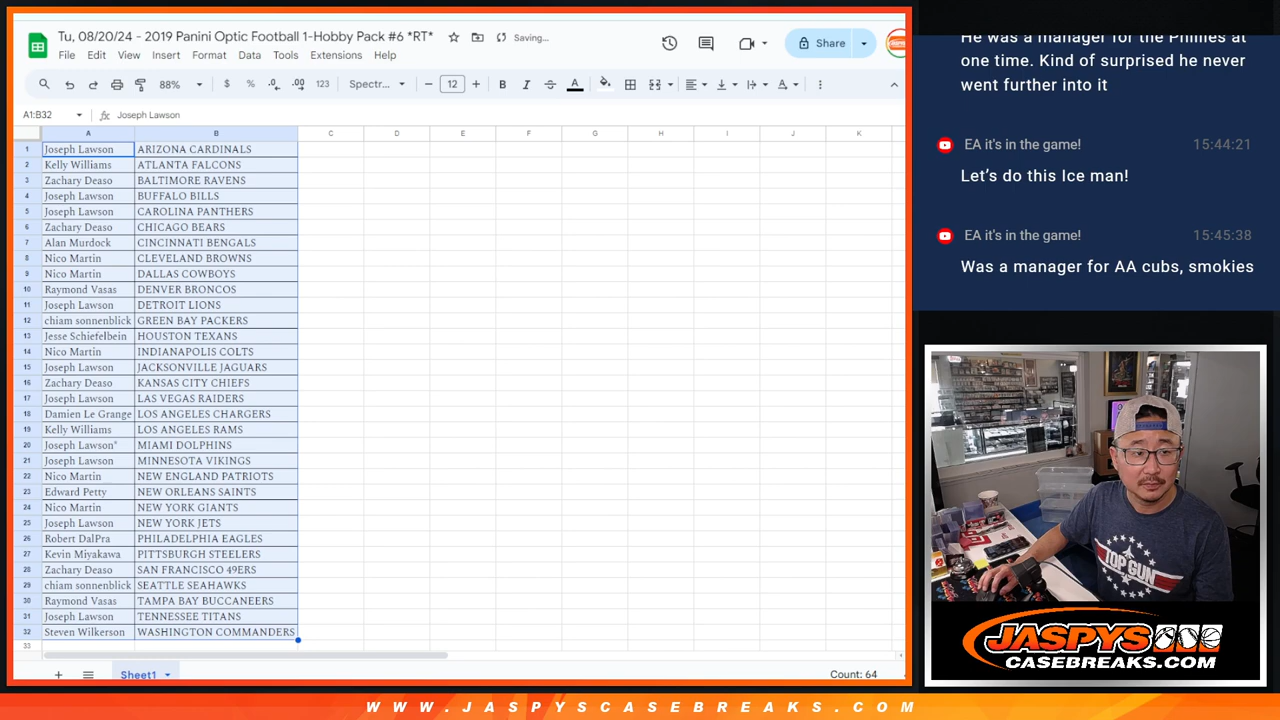 Tu, 08/20/24 - 2019 Panini Optic Football 1-Hobby Pack #6 *RT*
Saving...
File Edit View Insert Format Data Tools Extensions Help
Share
88% $ % .0 .00 123 Spectr... 12 B I A
A1:B32 fx Joseph Lawson
A B C D E F G H I J K
1 Joseph Lawson ARIZONA CARDINALS
2 Kelly Williams ATLANTA FALCONS
3 Zachary Deaso BALTIMORE RAVENS
4 Joseph Lawson BUFFALO BILLS
5 Joseph Lawson CAROLINA PANTHERS
6 Zachary Deaso CHICAGO BEARS
7 Alan Murdock CINCINNATI BENGALS
8 Nico Martin CLEVELAND BROWNS
9 Nico Martin DALLAS COWBOYS
10 Raymond Vasas DENVER BRONCOS
11 Joseph Lawson DETROIT LIONS
12 chiam sonnenblick GREEN BAY PACKERS
13 Jesse Schiefelbein HOUSTON TEXANS
14 Nico Martin INDIANAPOLIS COLTS
15 Joseph Lawson JACKSONVILLE JAGUARS
16 Zachary Deaso KANSAS CITY CHIEFS
17 Joseph Lawson LAS VEGAS RAIDERS
18 Damien Le Grange LOS ANGELES CHARGERS
19 Kelly Williams LOS ANGELES RAMS
20 Joseph Lawson* MIAMI DOLPHINS
21 Joseph Lawson MINNESOTA VIKINGS
22 Nico Martin NEW ENGLAND PATRIOTS
23 Edward Petty NEW ORLEANS SAINTS
24 Nico Martin NEW YORK GIANTS
25 Joseph Lawson NEW YORK JETS
26 Robert DalPra PHILADELPHIA EAGLES
27 Kevin Miyakawa PITTSBURGH STEELERS
28 Zachary Deaso SAN FRANCISCO 49ERS
29 chiam sonnenblick SEATTLE SEAHAWKS
30 Raymond Vasas TAMPA BAY BUCCANEERS
31 Joseph Lawson TENNESSEE TITANS
32 Steven Wilkerson WASHINGTON COMMANDERS
33
Sheet1
Count: 64
He was a manager for the Phillies at
one time. Kind of surprised he never
went further into it
EA it's in the game! 15:44:21
Let's do this Ice man!
EA it's in the game! 15:45:38
Was a manager for AA cubs, smokies
TOP GUN
JASPYS
CASEBREAKS.COM
WWW.JASPYSCASEBREAKS.COM